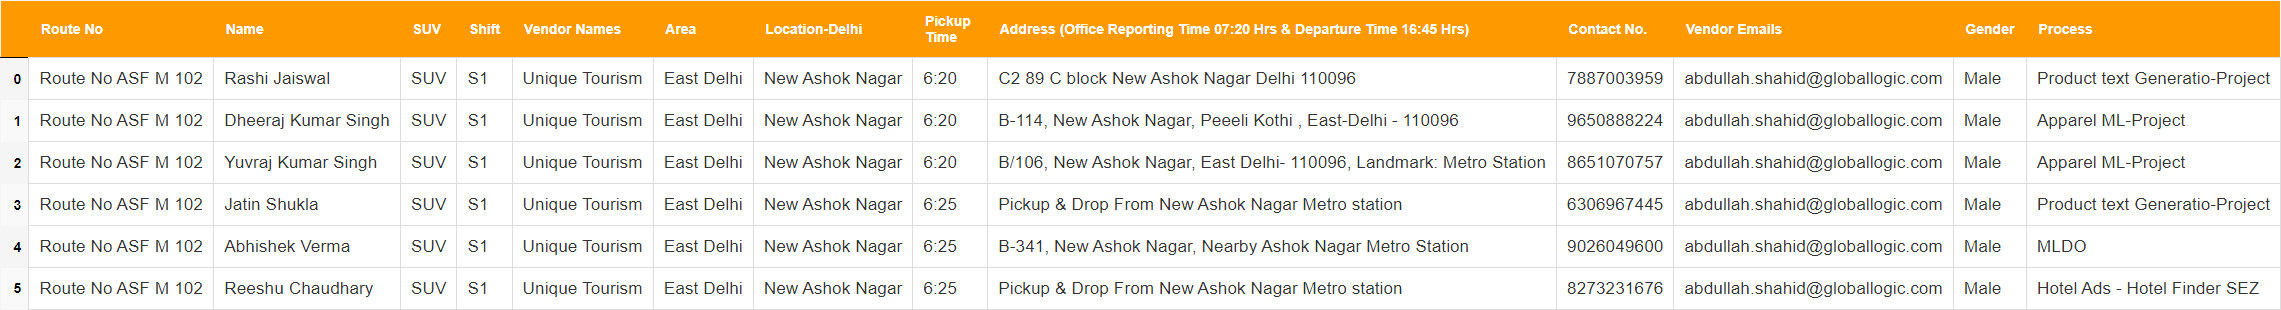 Route No Name SUV Shift Vendor Names Area Location-Delhi Pickup Time Address (Office Reporting Time 07:20 Hrs & Departure Time 16:45 Hrs) Contact No. Vendor Emails Gender Process
0 Route No ASF M 102 Rashi Jaiswal SUV S1 Unique Tourism East Delhi New Ashok Nagar 6:20 C2 89 C block New Ashok Nagar Delhi 110096 7887003959 abdullah.shahid@globallogic.com Male Product text Generatio-Project
1 Route No ASF M 102 Dheeraj Kumar Singh SUV S1 Unique Tourism East Delhi New Ashok Nagar 6:20 B-114, New Ashok Nagar, Peeeli Kothi , East-Delhi - 110096 9650888224 abdullah.shahid@globallogic.com Male Apparel ML-Project
2 Route No ASF M 102 Yuvraj Kumar Singh SUV S1 Unique Tourism East Delhi New Ashok Nagar 6:20 B/106, New Ashok Nagar, East Delhi- 110096, Landmark: Metro Station 8651070757 abdullah.shahid@globallogic.com Male Apparel ML-Project
3 Route No ASF M 102 Jatin Shukla SUV S1 Unique Tourism East Delhi New Ashok Nagar 6:25 Pickup & Drop From New Ashok Nagar Metro station 6306967445 abdullah.shahid@globallogic.com Male Product text Generatio-Project
4 Route No ASF M 102 Abhishek Verma SUV S1 Unique Tourism East Delhi New Ashok Nagar 6:25 B-341, New Ashok Nagar, Nearby Ashok Nagar Metro Station 9026049600 abdullah.shahid@globallogic.com Male MLDO
5 Route No ASF M 102 Reeshu Chaudhary SUV S1 Unique Tourism East Delhi New Ashok Nagar 6:25 Pickup & Drop From New Ashok Nagar Metro station 8273231676 abdullah.shahid@globallogic.com Male Hotel Ads - Hotel Finder SEZ